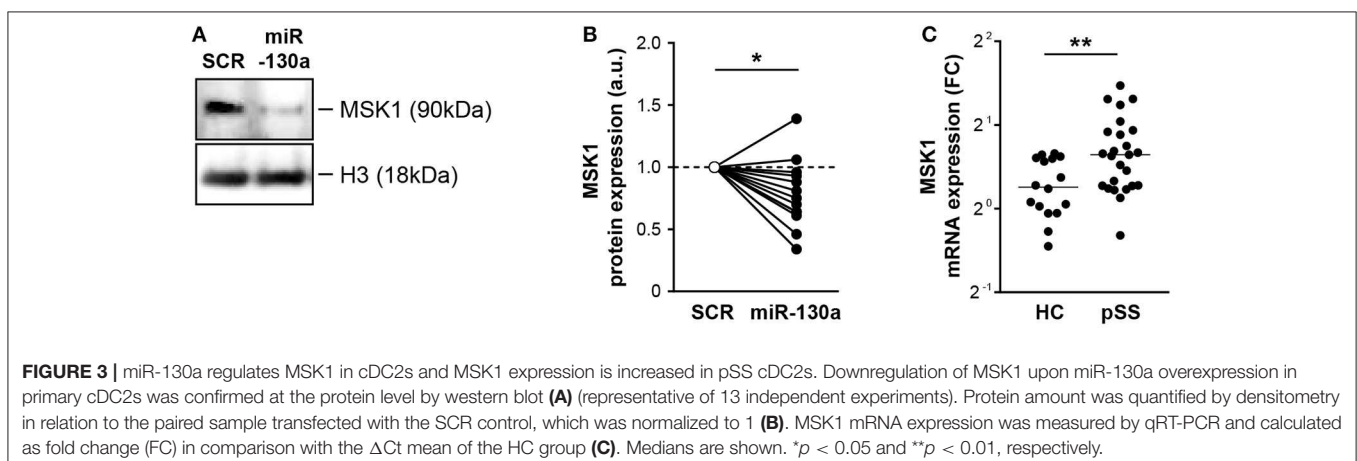 A
SCR
miR
-130a
MSK1 (90kDa)
H3 (18kDa)
B
MSK1
protein expression (a.u.)
2.0
1.5
1.0
0.5
0
*
SCR miR-130a
C
MSK1
mRNA expression (FC)
2²
2¹
2⁰
2⁻¹
**
HC pSS
FIGURE 3 | miR-130a regulates MSK1 in cDC2s and MSK1 expression is increased in pSS cDC2s. Downregulation of MSK1 upon miR-130a overexpression in
primary cDC2s was confirmed at the protein level by western blot (A) (representative of 13 independent experiments). Protein amount was quantified by densitometry
in relation to the paired sample transfected with the SCR control, which was normalized to 1 (B). MSK1 mRNA expression was measured by qRT-PCR and calculated
as fold change (FC) in comparison with the ΔCt mean of the HC group (C). Medians are shown. *p < 0.05 and **p < 0.01, respectively.